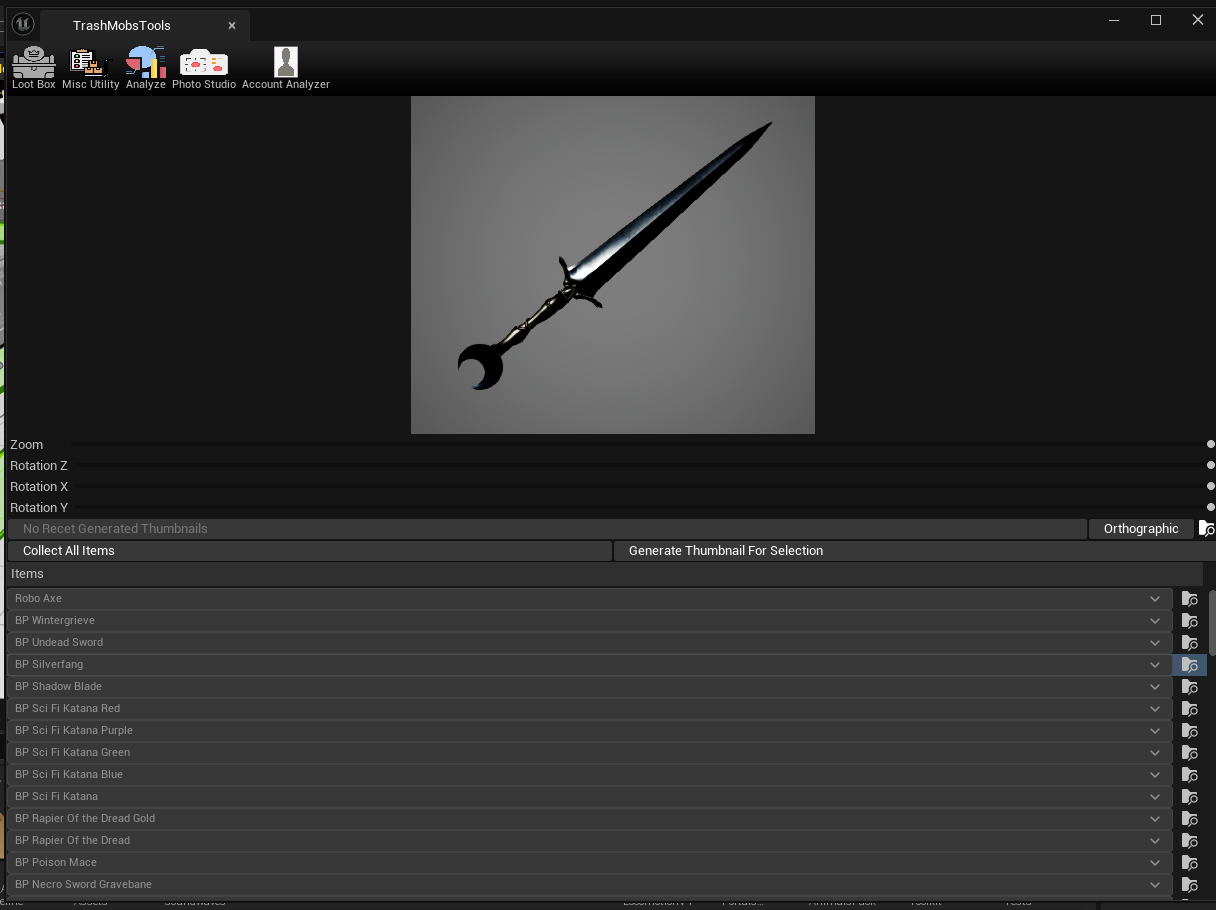 TrashMobsTools
Loot Box Misc Utility Analyze Photo Studio Account Analyzer
Zoom
Rotation Z
Rotation X
Rotation Y
No Recet Generated Thumbnails Orthographic
Collect All Items Generate Thumbnail For Selection
Items
Robo Axe
BP Wintergrieve
BP Undead Sword
BP Silverfang
BP Shadow Blade
BP Sci Fi Katana Red
BP Sci Fi Katana Purple
BP Sci Fi Katana Green
BP Sci Fi Katana Blue
BP Sci Fi Katana
BP Rapier Of the Dread Gold
BP Rapier Of the Dread
BP Poison Mace
BP Necro Sword Gravebane